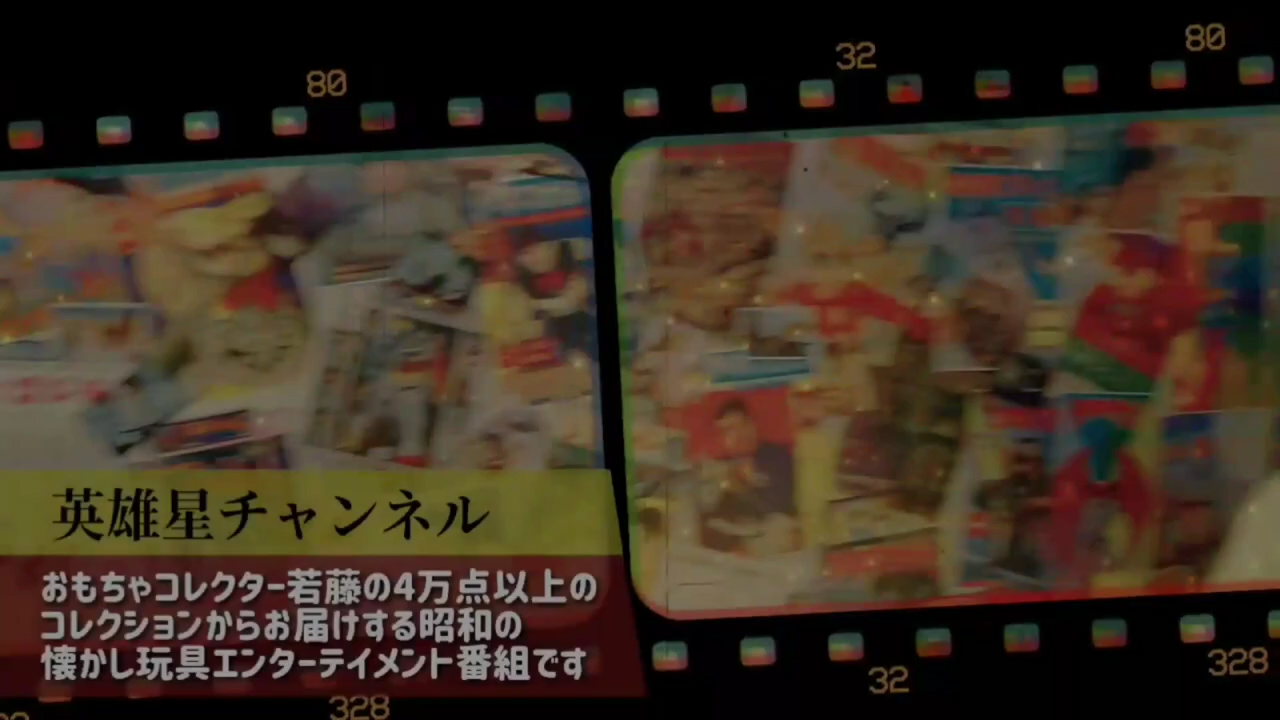 80
32
80
英雄星チャンネル
おもちゃコレクター若藤の4万点以上の
コレクションからお届けする昭和の
懐かし玩具エンターテイメント番組です
328
32
328